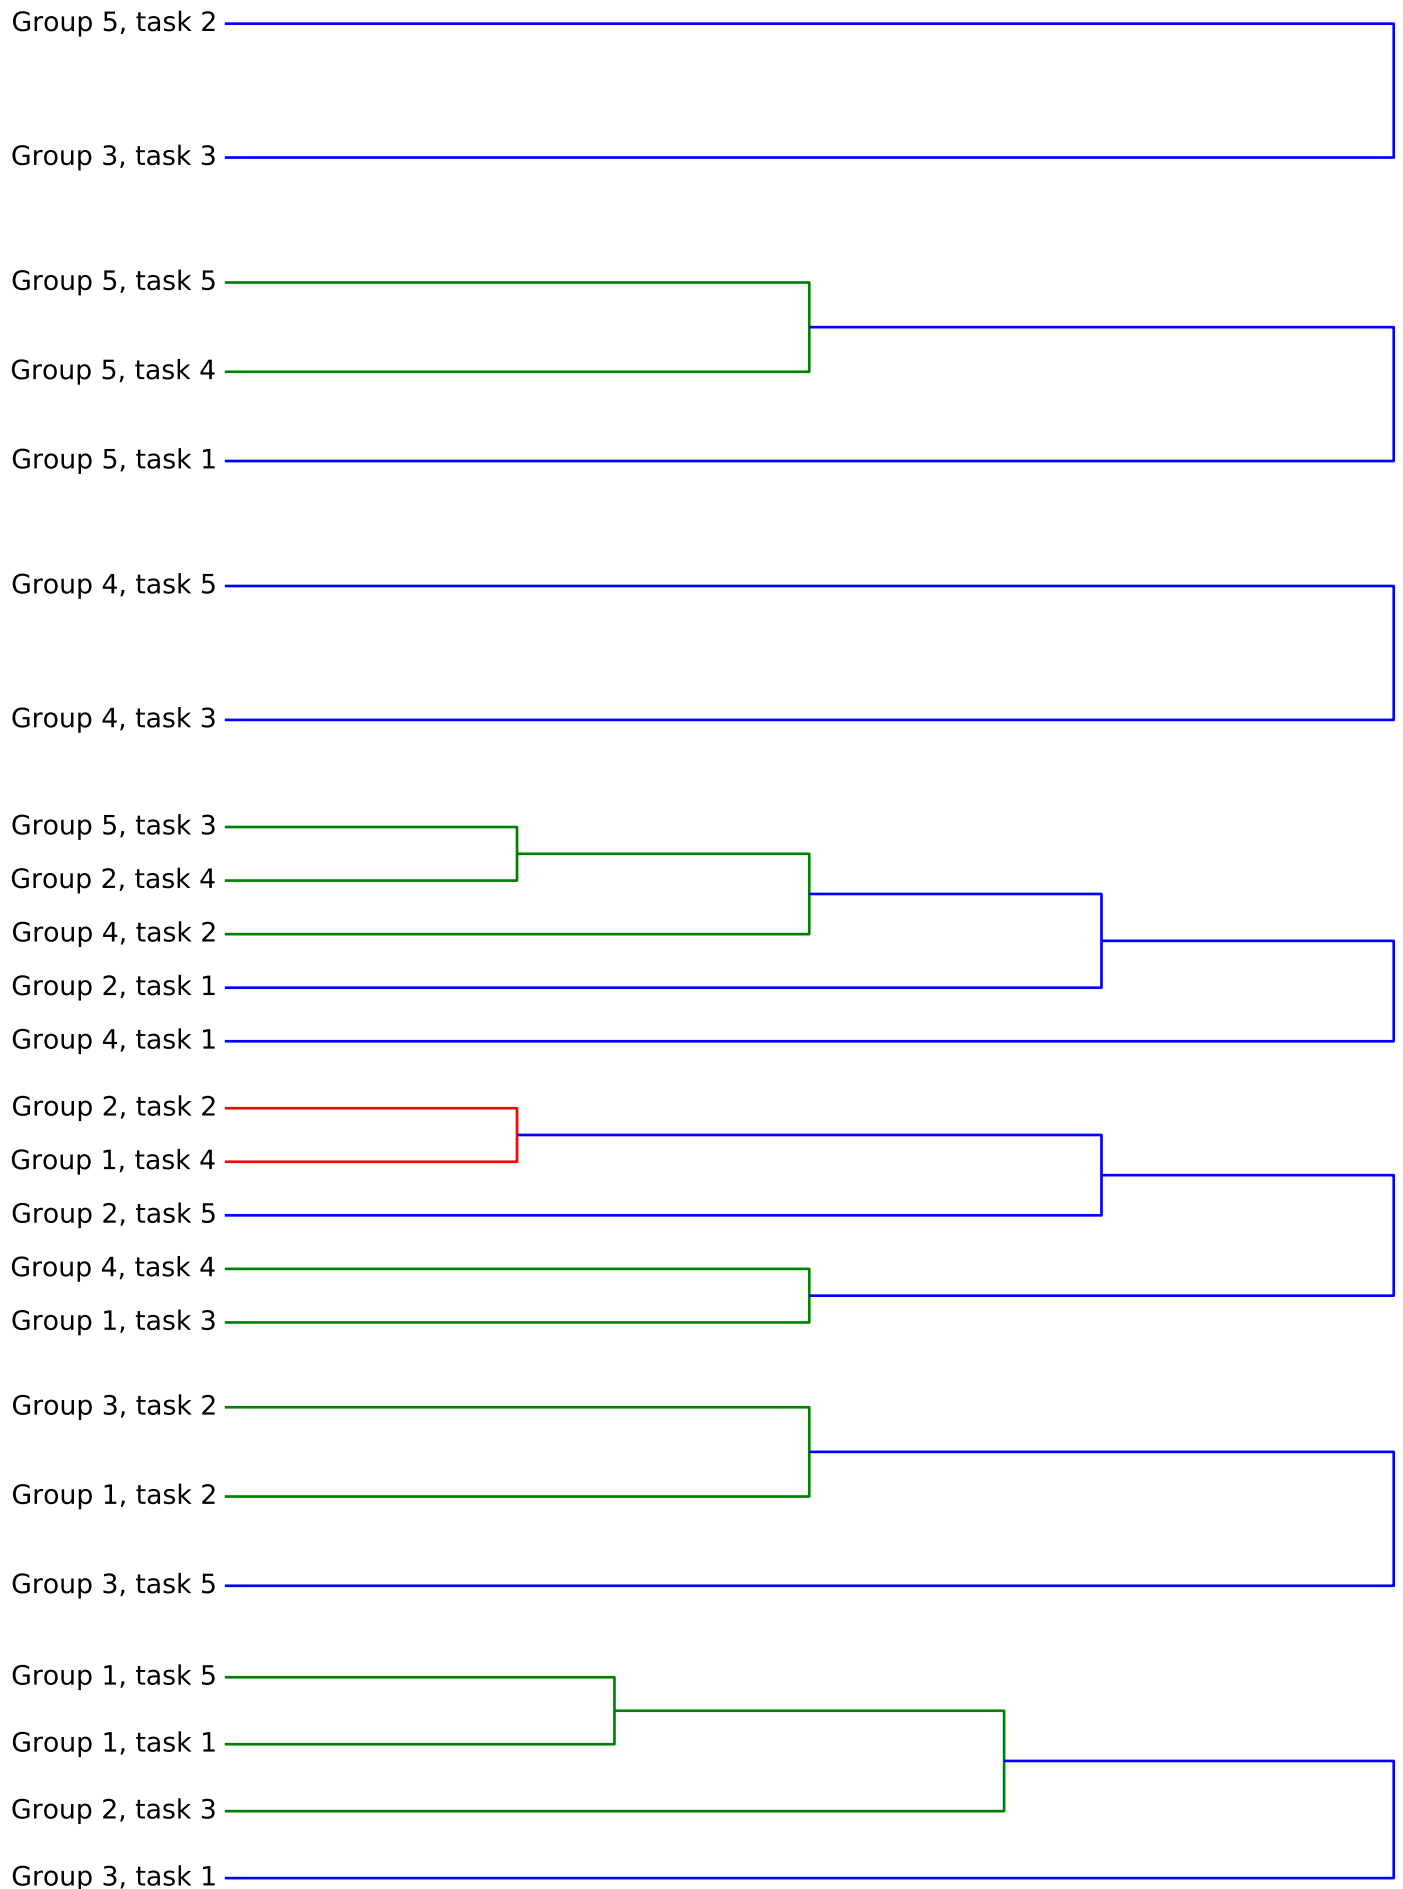 Group 5, task 2
Group 3, task 3
Group 5, task 5
Group 5, task 4
Group 5, task 1
Group 4, task 5
Group 4, task 3
Group 5, task 3
Group 2, task 4
Group 4, task 2
Group 2, task 1
Group 4, task 1
Group 2, task 2
Group 1, task 4
Group 2, task 5
Group 4, task 4
Group 1, task 3
Group 3, task 2
Group 1, task 2
Group 3, task 5
Group 1, task 5
Group 1, task 1
Group 2, task 3
Group 3, task 1